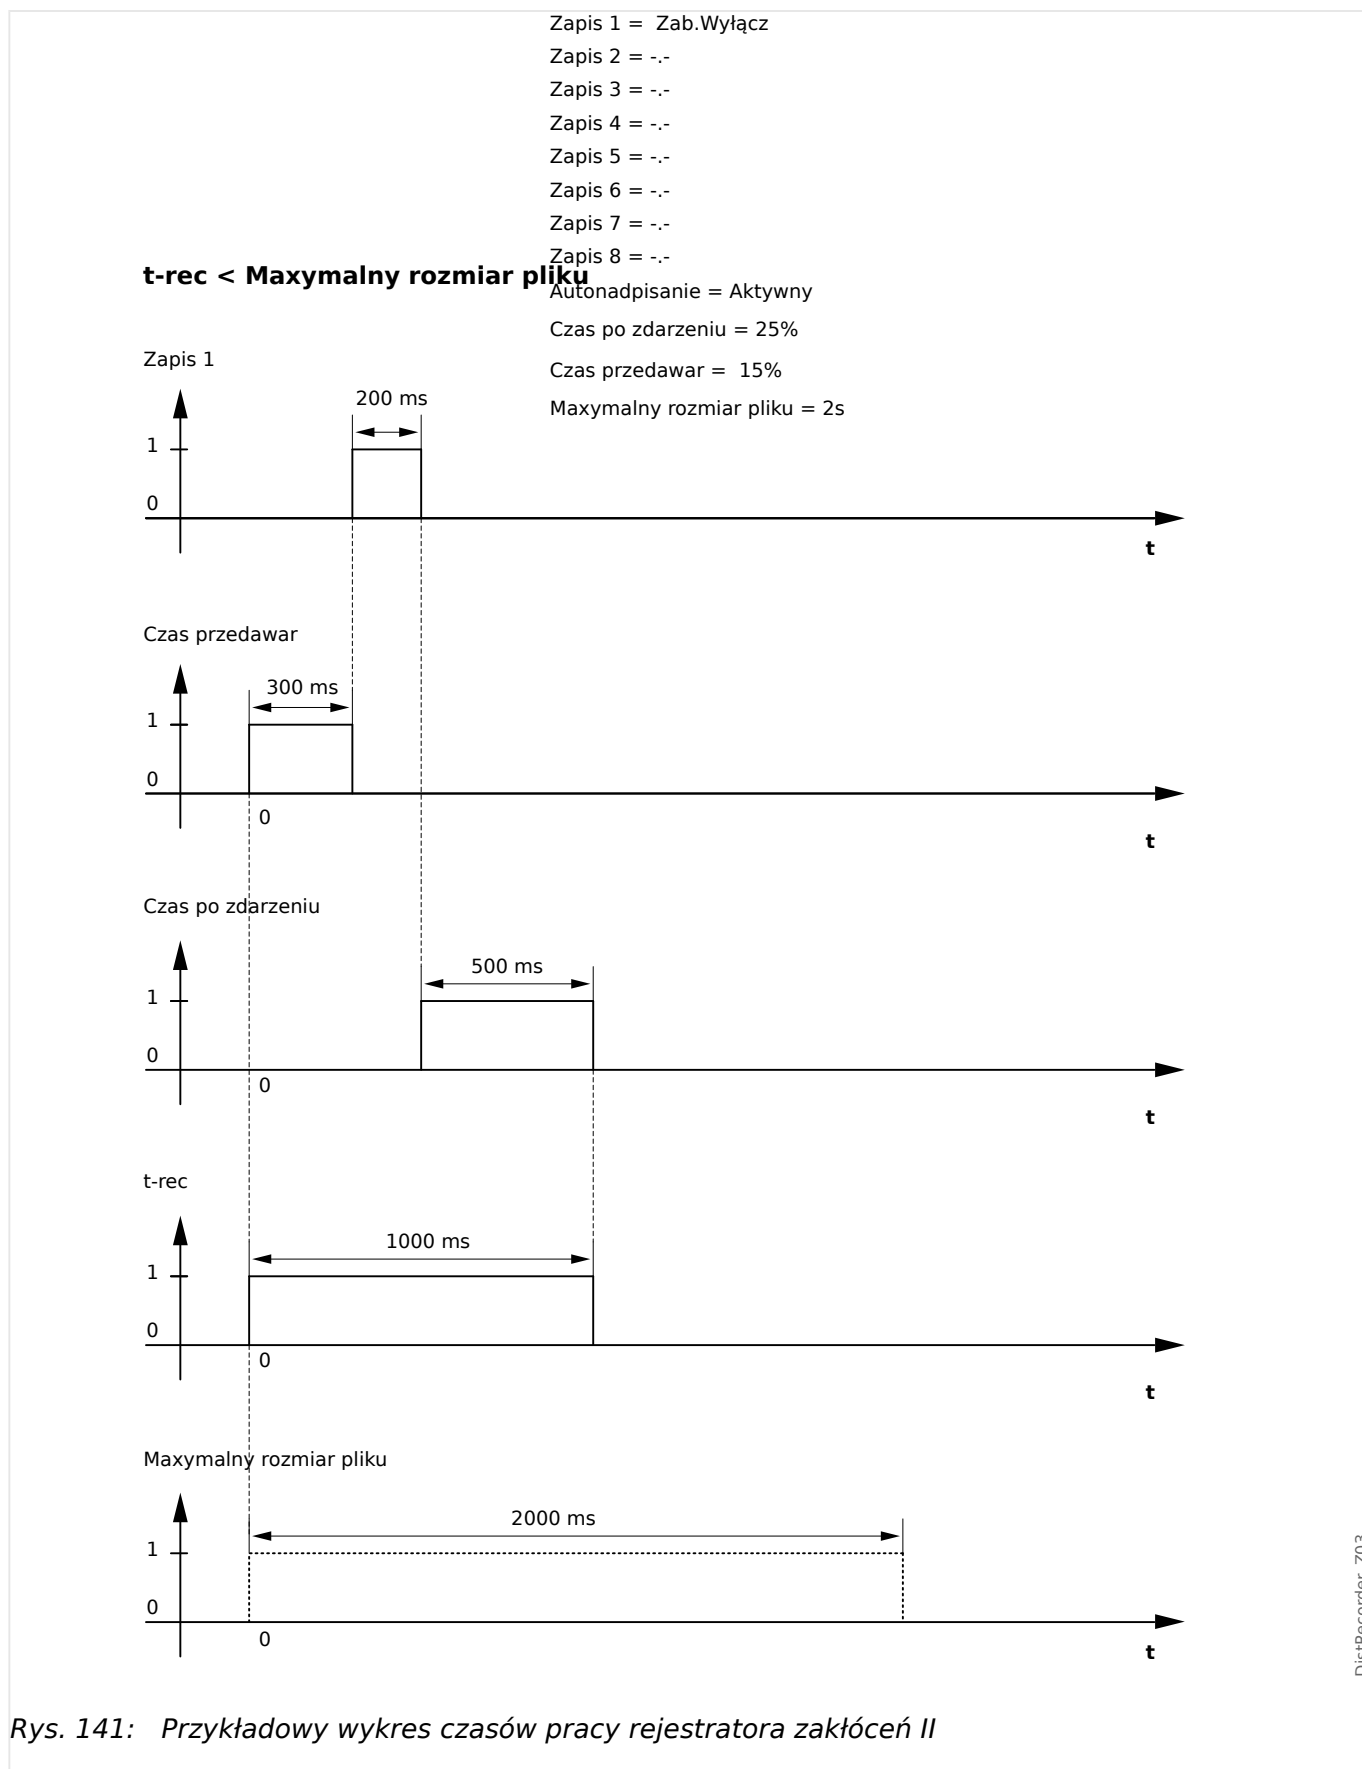 Zapis 1 =  Zab.Wyłącz
Zapis 2 = -.-
Zapis 3 = -.-
Zapis 4 = -.-
Zapis 5 = -.-
Zapis 6 = -.-
Zapis 7 = -.-
Zapis 8 = -.-
t-rec < Maxymalny rozmiar pliku
Autonadpisanie = Aktywny
Czas po zdarzeniu = 25%
Czas przedawar =  15%
Maxymalny rozmiar pliku = 2s
Zapis 1
200 ms
1
0
t
Czas przedawar
300 ms
1
0
0
t
Czas po zdarzeniu
500 ms
1
0
0
t
t-rec
1000 ms
1
0
0
t
Maxymalny rozmiar pliku
2000 ms
1
0
0
t
DistRecorder_Z03
Rys. 141:   Przykładowy wykres czasów pracy rejestratora zakłóceń II